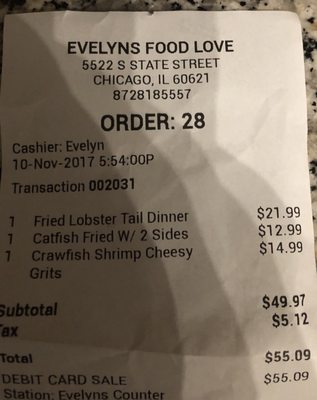 EVELYNS FOOD LOVE
5522 S STATE STREET
CHICAGO, IL 60621
8728185557
ORDER: 28
Cashier: Evelyn
10-Nov-2017 5:54:00P
Transaction 002031
1 Fried Lobster Tail Dinner $21.99
1 Catfish Fried W/ 2 Sides $12.99
1 Crawfish Shrimp Cheesy $14.99
Grits
Subtotal $49.97
Tax $5.12
Total $55.09
DEBIT CARD SALE $55.09
Station: Evelyns Counter